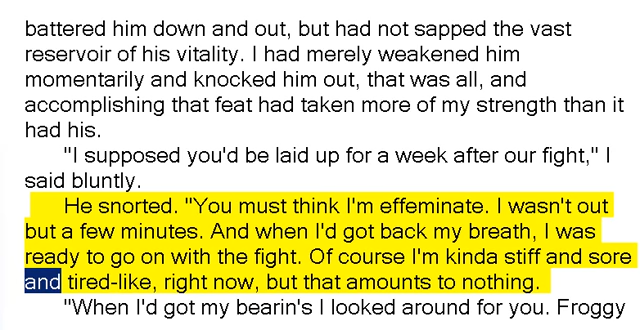 battered him down and out, but had not sapped the vast
reservoir of his vitality. I had merely weakened him
momentarily and knocked him out, that was all, and
accomplishing that feat had taken more of my strength than it
had his.
"I supposed you'd be laid up for a week after our fight," I
said bluntly.
He snorted. "You must think I'm effeminate. I wasn't out
but a few minutes. And when I'd got back my breath, I was
ready to go on with the fight. Of course I'm kinda stiff and sore
and tired-like, right now, but that amounts to nothing.
"When I'd got my bearin's I looked around for you. Froggy